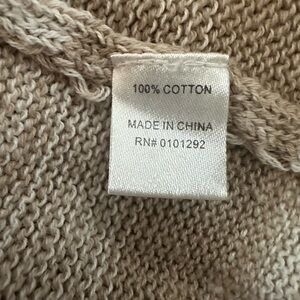 100% COTTON
MADE IN CHINA
RN# 0101292